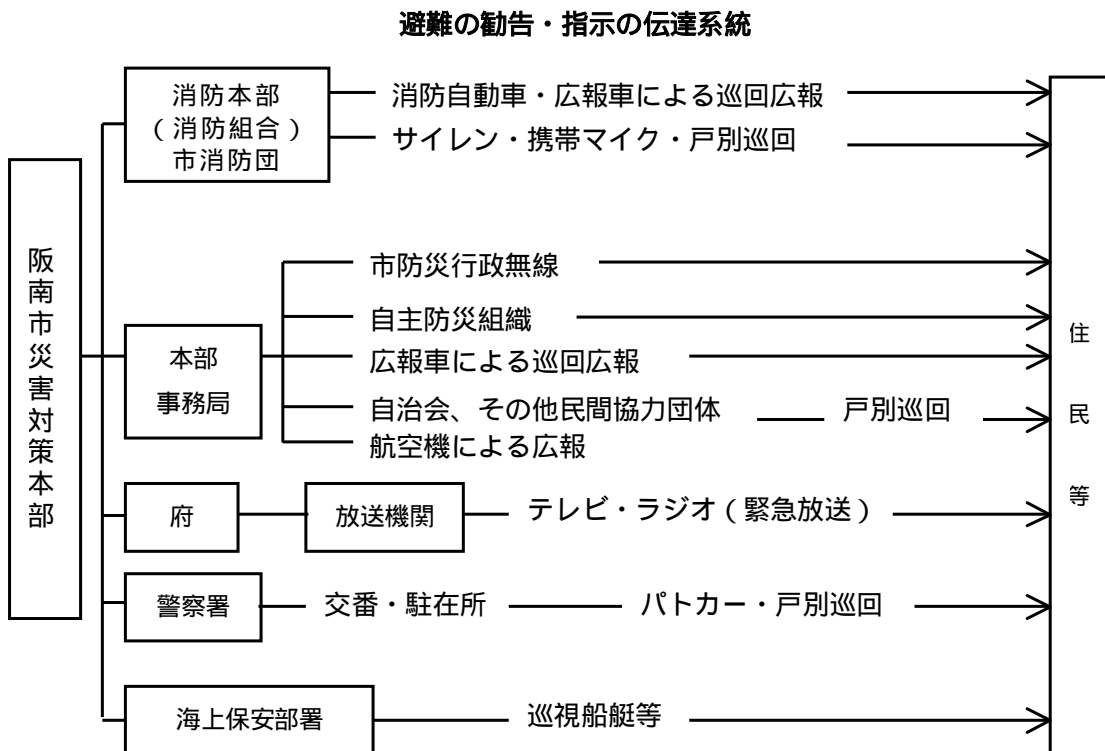 避難の勧告・指示の伝達系統
消防本部
（消防組合）
市消防団
消防自動車・広報車による巡回広報
サイレン・携帯マイク・戸別巡回
阪南市災害対策本部
本部
事務局
市防災行政無線
自主防災組織
広報車による巡回広報
自治会、その他民間協力団体
戸別巡回
航空機による広報
府
放送機関
テレビ・ラジオ（緊急放送）
警察署
交番・駐在所
パトカー・戸別巡回
海上保安部署
巡視船艇等
住民等